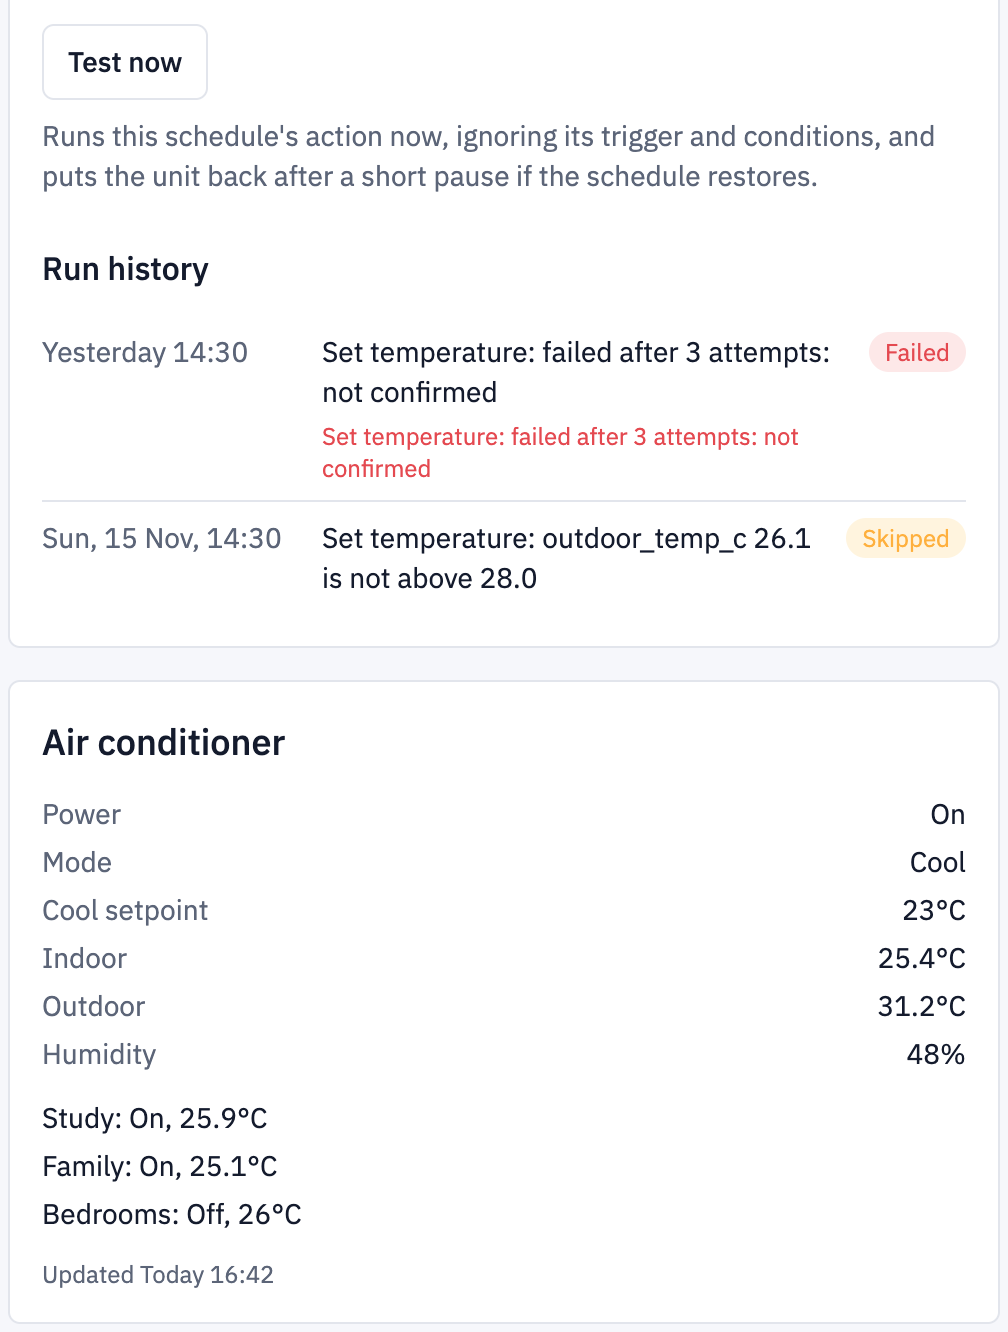 Test now
Runs this schedule's action now, ignoring its trigger and conditions, and
puts the unit back after a short pause if the schedule restores.
Run history
Yesterday 14:30
Set temperature: failed after 3 attempts:
not confirmed
Failed
Set temperature: failed after 3 attempts: not
confirmed
Sun, 15 Nov, 14:30
Set temperature: outdoor_temp_c 26.1
is not above 28.0
Skipped
Air conditioner
Power On
Mode Cool
Cool setpoint 23°C
Indoor 25.4°C
Outdoor 31.2°C
Humidity 48%
Study: On, 25.9°C
Family: On, 25.1°C
Bedrooms: Off, 26°C
Updated Today 16:42